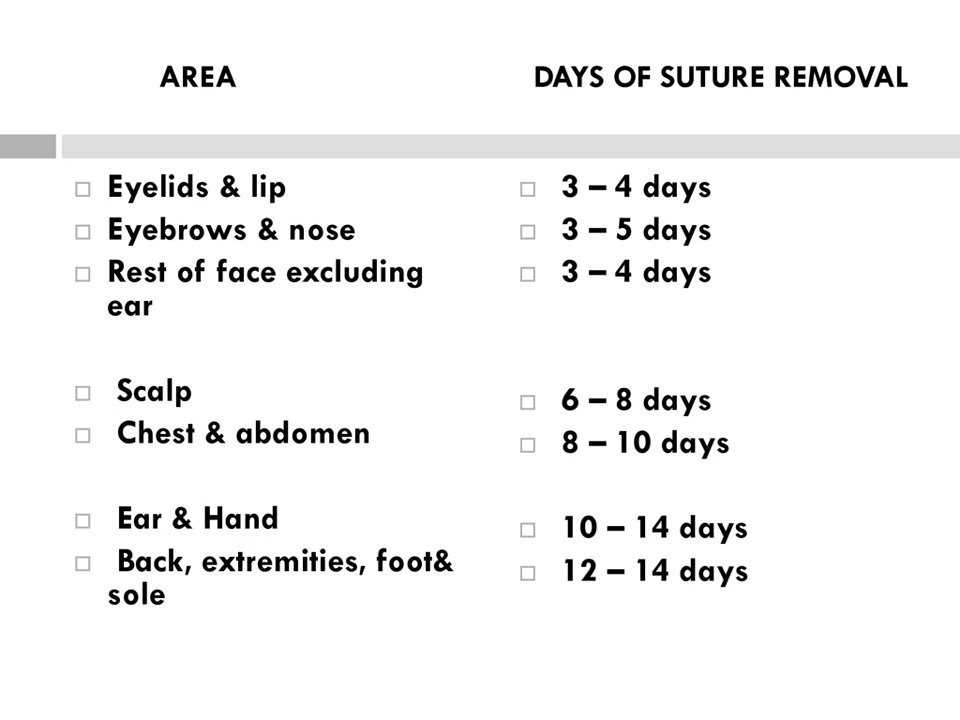 AREA
DAYS OF SUTURE REMOVAL
Eyelids & lip
Eyebrows & nose
Rest of face excluding
ear
Scalp
Chest & abdomen
Ear & Hand
Back, extremities, foot&
sole
3 – 4 days
3 – 5 days
3 – 4 days
6 – 8 days
8 – 10 days
10 – 14 days
12 – 14 days